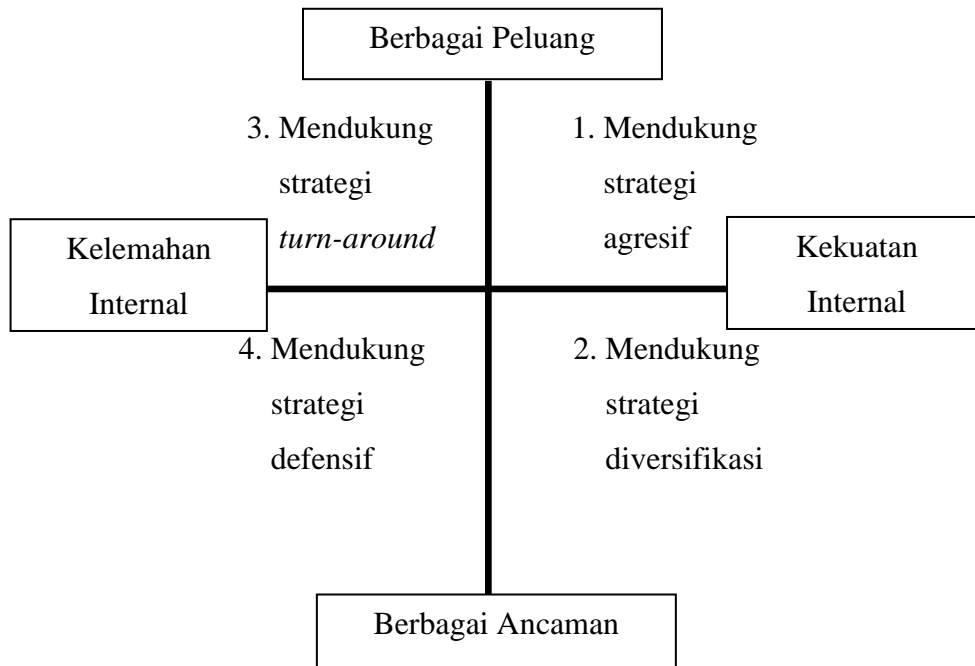 Berbagai Peluang
3. Mendukung
strategi
turn-around
1. Mendukung
strategi
agresif
Kelemahan
Internal
Kekuatan
Internal
4. Mendukung
strategi
defensif
2. Mendukung
strategi
diversifikasi
Berbagai Ancaman